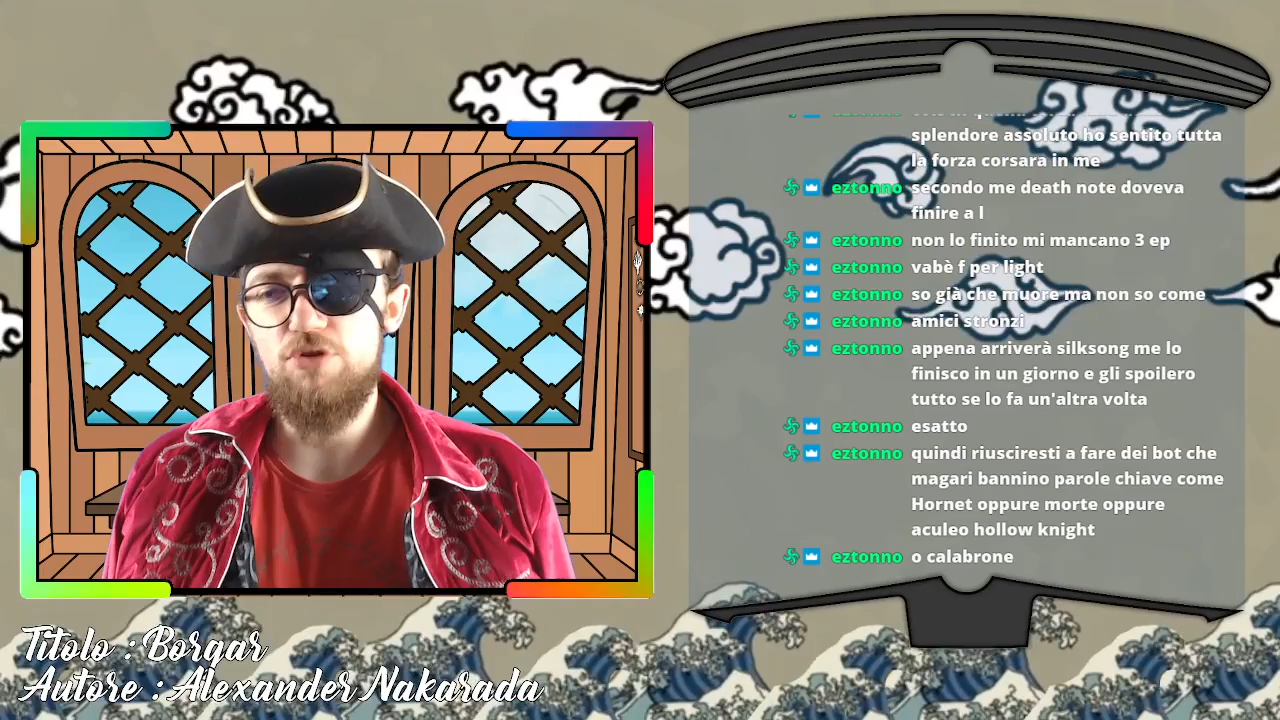 splendore assoluto ho sentito tutta
la forza corsara in me
eztonno secondo me death note doveva
finire a l
eztonno non lo finito mi mancano 3 ep
eztonno vabè f per light
eztonno so già che muore ma non so come
eztonno amici stronzi
eztonno appena arriverà silksong me lo
finisco in un giorno e gli spoilero
tutto se lo fa un'altra volta
eztonno esatto
eztonno quindi riusciresti a fare dei bot che
magari bannino parole chiave come
Hornet oppure morte oppure
aculeo hollow knight
eztonno o calabrone
Titolo : Borgar
Autore : Alexander Nakarada